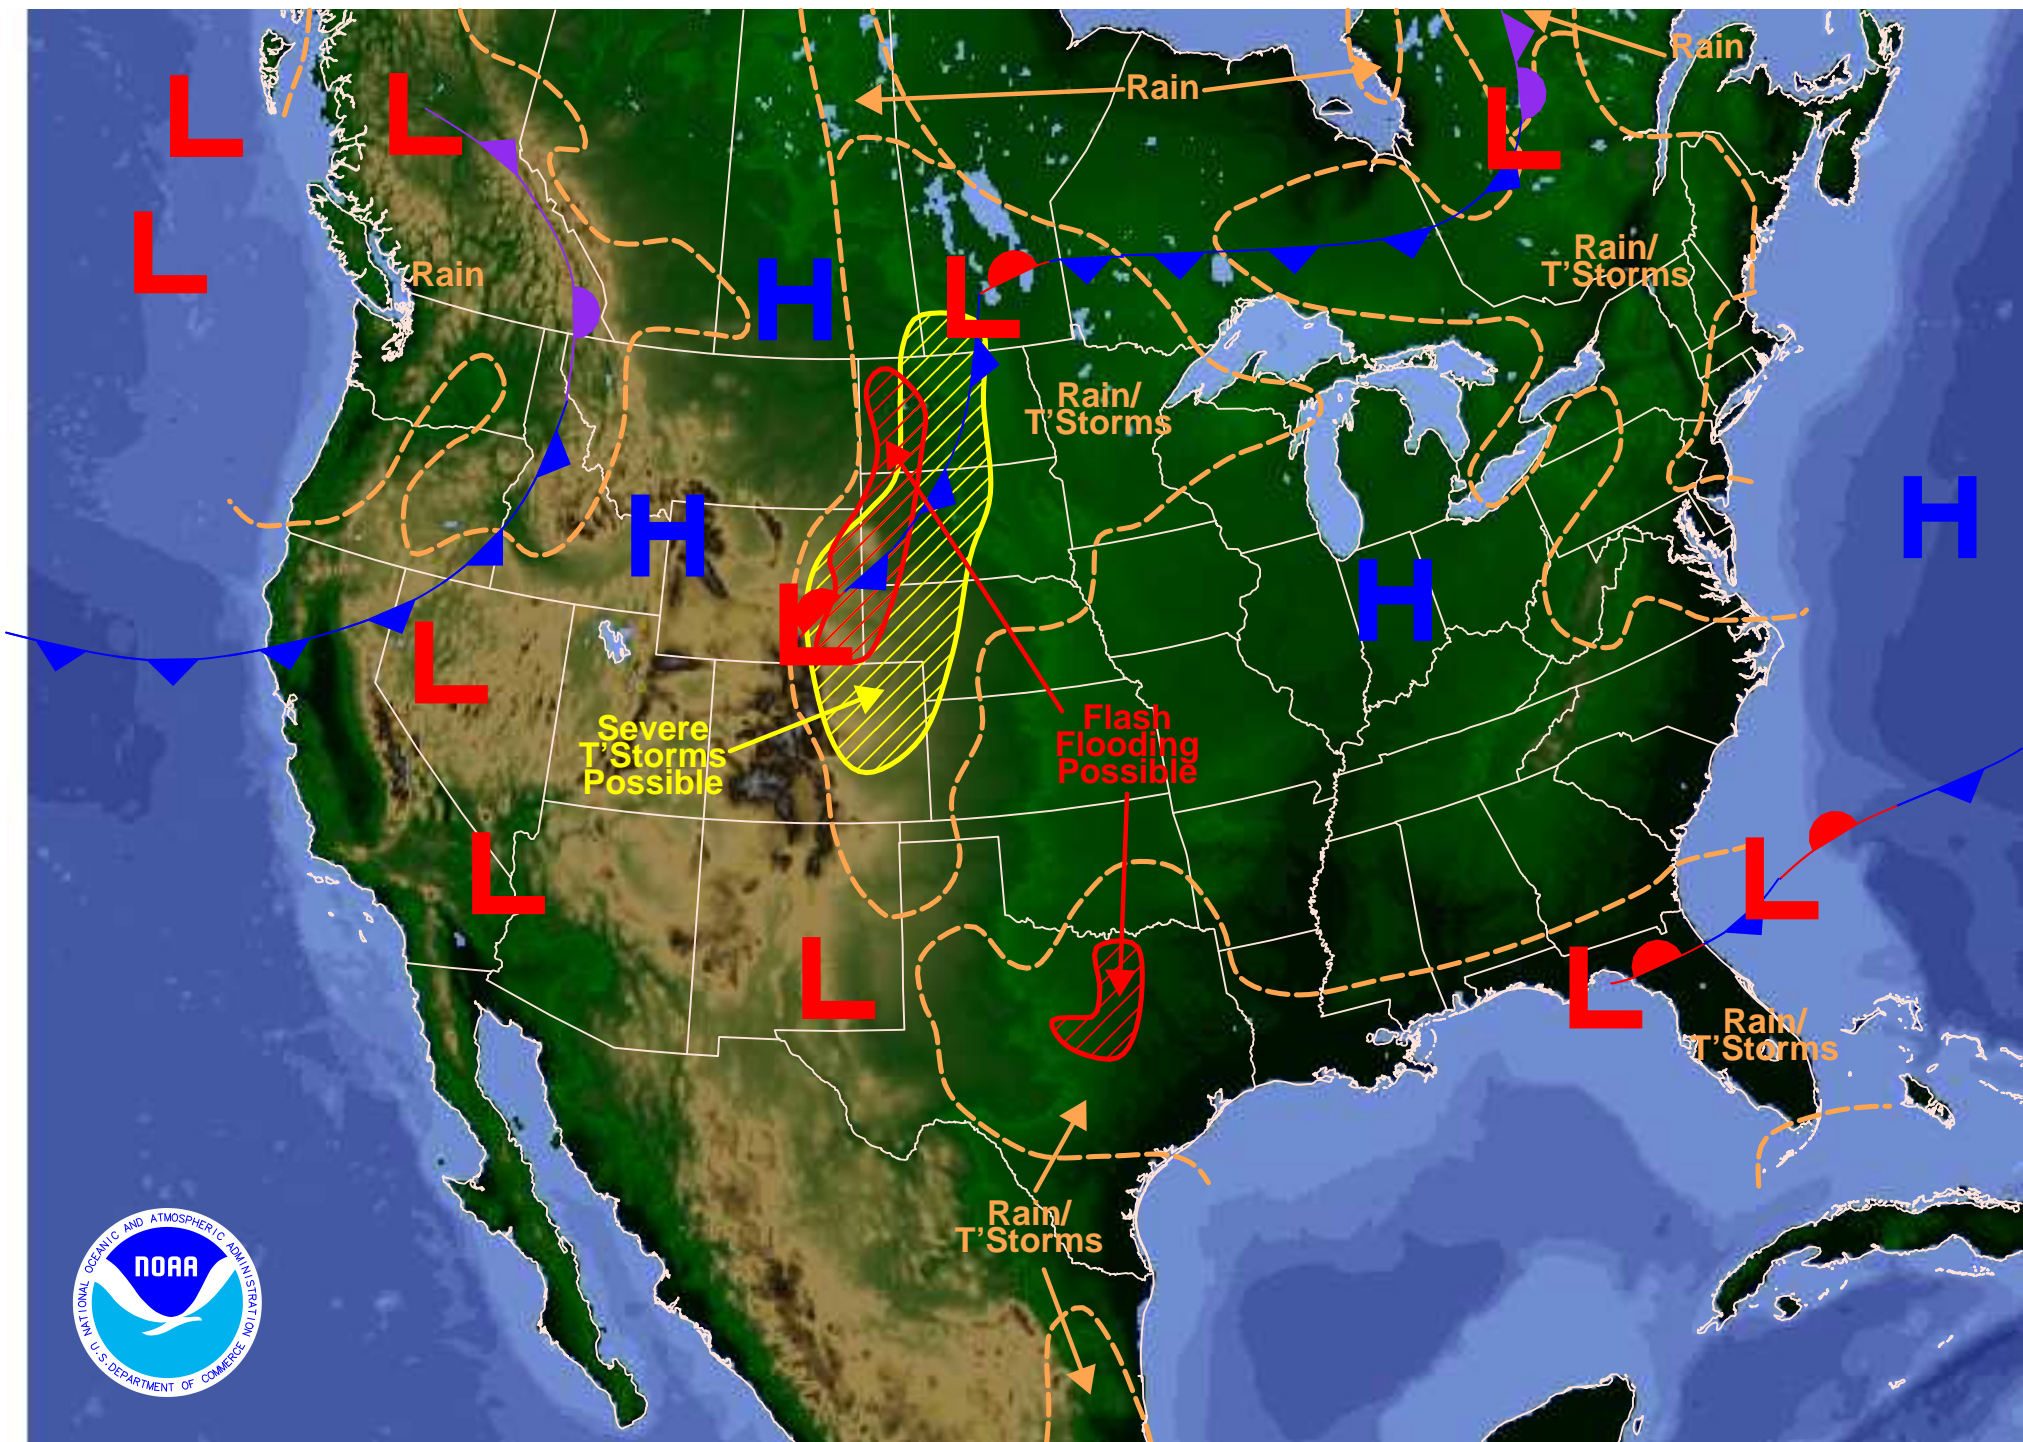 Rain
Rain
L
L
L
L
Rain
Rain/
T'Storms
H
L
Rain/
T'Storms
H
H
H
L
L
Severe
T'Storms
Possible
Flash
Flooding
Possible
L
L
L
L
Rain/
T'Storms
Rain/
T'Storms
NATIONAL OCEANIC AND ATMOSPHERIC ADMINISTRATION
NOAA
U.S. DEPARTMENT OF COMMERCE